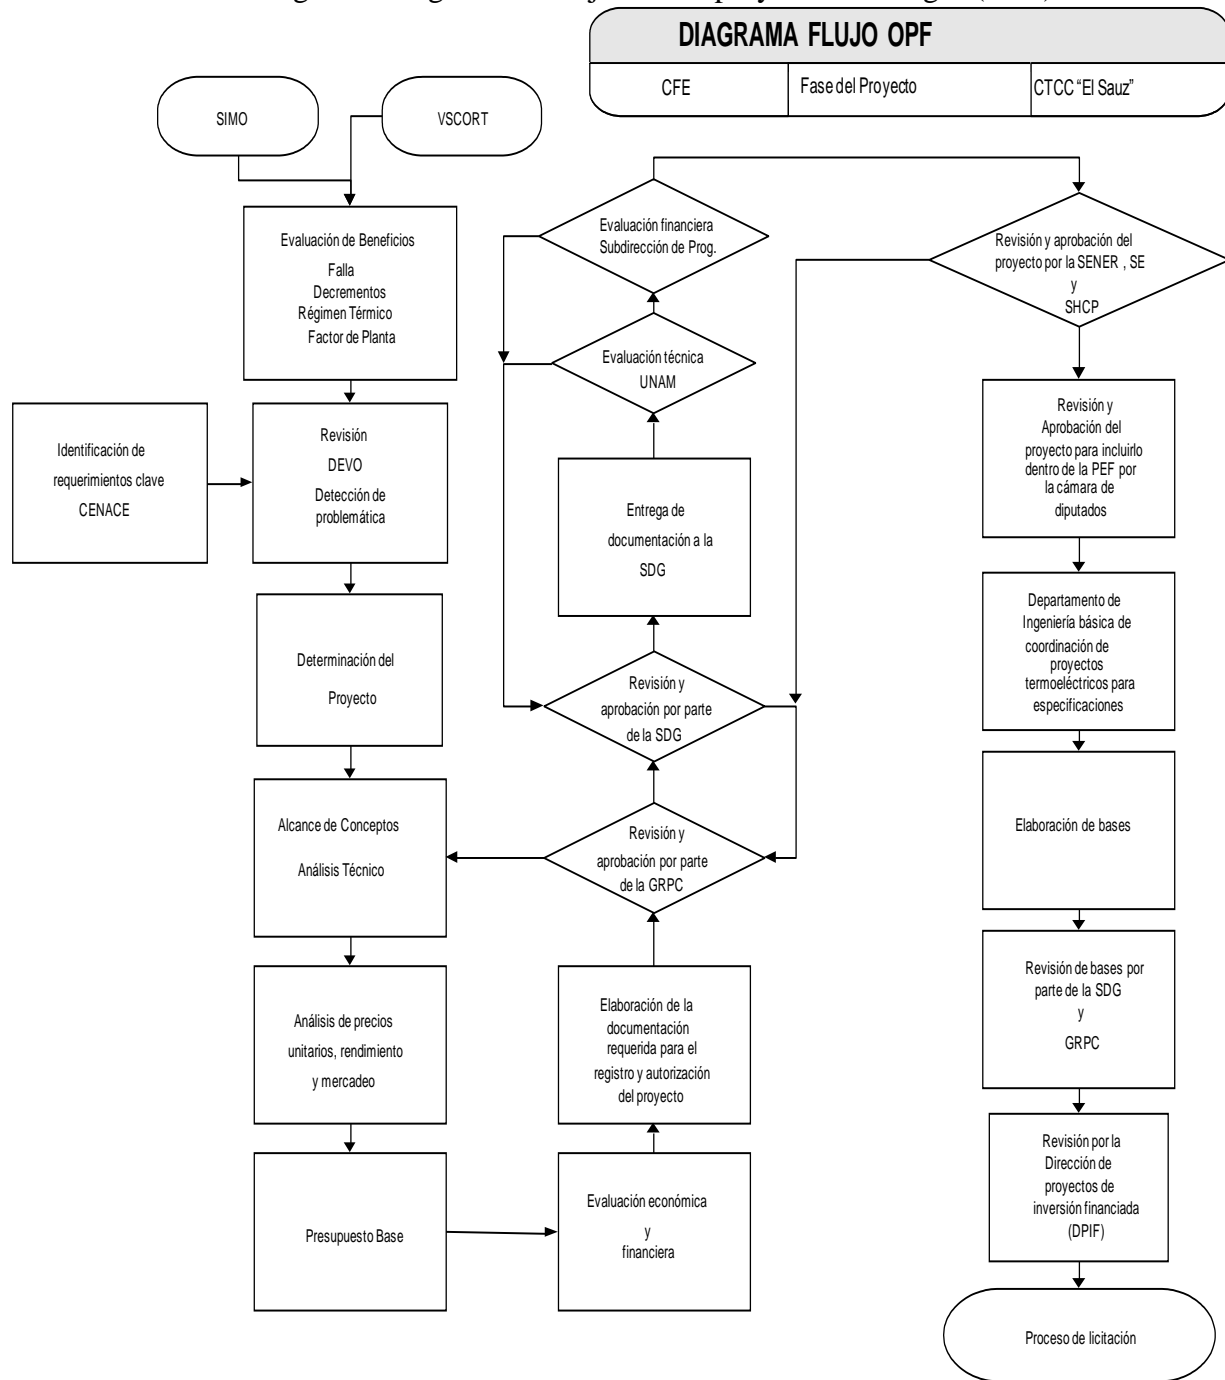 DIAGRAMA FLUJO OPF
CFE
Fase del Proyecto
CTCC “El Sauz”
SIMO
VSCORT
Evaluación de Beneficios
Falla
Decrementos
Régimen Térmico
Factor de Planta
Identificación de
requerimientos clave
CENACE
Revisión
DEVO
Detección de
problemática
Determinación del
Proyecto
Alcance de Conceptos
Análisis Técnico
Análisis de precios
unitarios, rendimiento
y mercadeo
Presupuesto Base
Evaluación financiera
Subdirección de Prog.
Evaluación técnica
UNAM
Entrega de
documentación a la
SDG
Revisión y
aprobación por parte
de la SDG
Revisión y
aprobación por parte
de la GRPC
Elaboración de la
documentación
requerida para el
registro y autorización
del proyecto
Evaluación económica
y
financiera
Revisión y aprobación del
proyecto por la SENER , SE
y
SHCP
Revisión y
Aprobación del
proyecto para incluirlo
dentro de la PEF por
la cámara de
diputados
Departamento de
Ingeniería básica de
coordinación de
proyectos
termoeléctricos para
especificaciones
Elaboración de bases
Revisión de bases por
parte de la SDG
y
GRPC
Revisión por la
Dirección de
proyectos de
inversión financiada
(DPIF)
Proceso de licitación